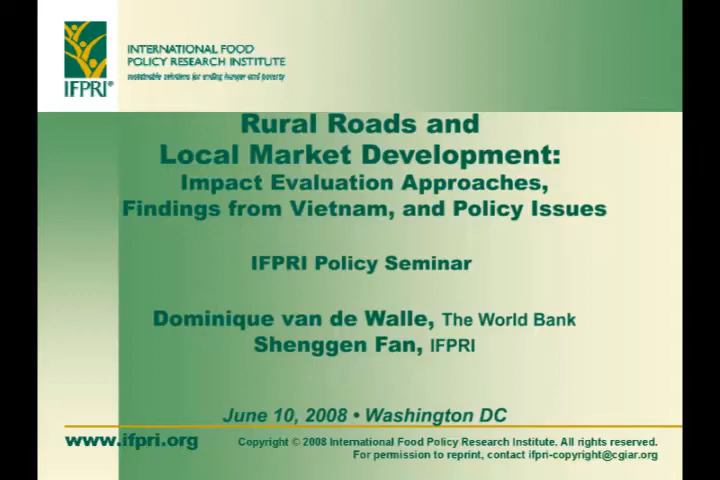 INTERNATIONAL FOOD
POLICY RESEARCH INSTITUTE
sustainable solutions for ending hunger and poverty
IFPRI®
Rural Roads and
Local Market Development:
Impact Evaluation Approaches,
Findings from Vietnam, and Policy Issues
IFPRI Policy Seminar
Dominique van de Walle, The World Bank
Shenggen Fan, IFPRI
June 10, 2008 • Washington DC
www.ifpri.org
Copyright © 2008 International Food Policy Research Institute. All rights reserved.
For permission to reprint, contact ifpri-copyright@cgiar.org